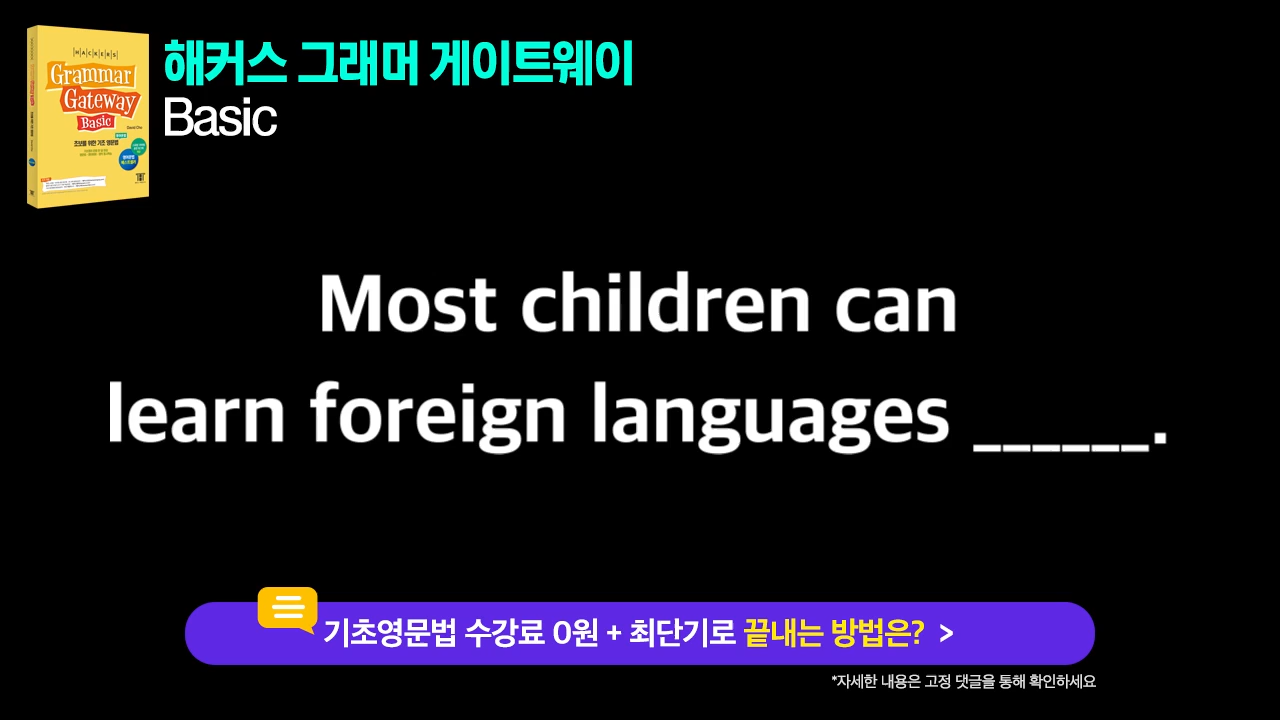 HACKERS
Grammar
Gateway
Basic
해커스 그래머 게이트웨이
Basic
Most children can
learn foreign languages ______.
기초영문법 수강료 0원 + 최단기로 끝내는 방법은? >
*자세한 내용은 고정 댓글을 통해 확인하세요